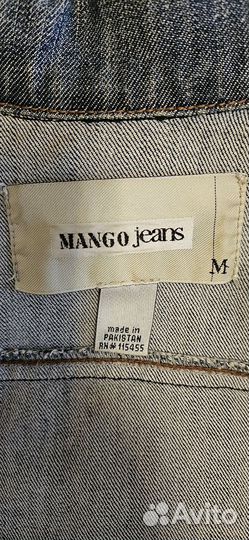 MANGO jeans
M
made in
PAKISTAN
RN# 115455
Avito